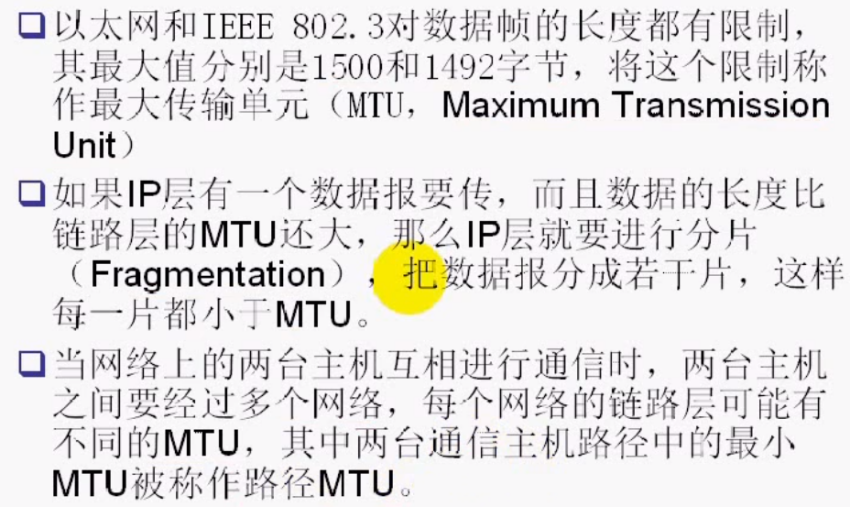 以太网和IEEE 802.3对数据帧的长度都有限制，
其最大值分别是1500和1492字节，将这个限制称
作最大传输单元（MTU，Maximum Transmission
Unit）
如果IP层有一个数据报要传，而且数据的长度比
链路层的MTU还大，那么IP层就要进行分片
（Fragmentation），把数据报分成若干片，这样
每一片都小于MTU。
当网络上的两台主机互相进行通信时，两台主机
之间要经过多个网络，每个网络的链路层可能有
不同的MTU，其中两台通信主机路径中的最小
MTU被称作路径MTU。